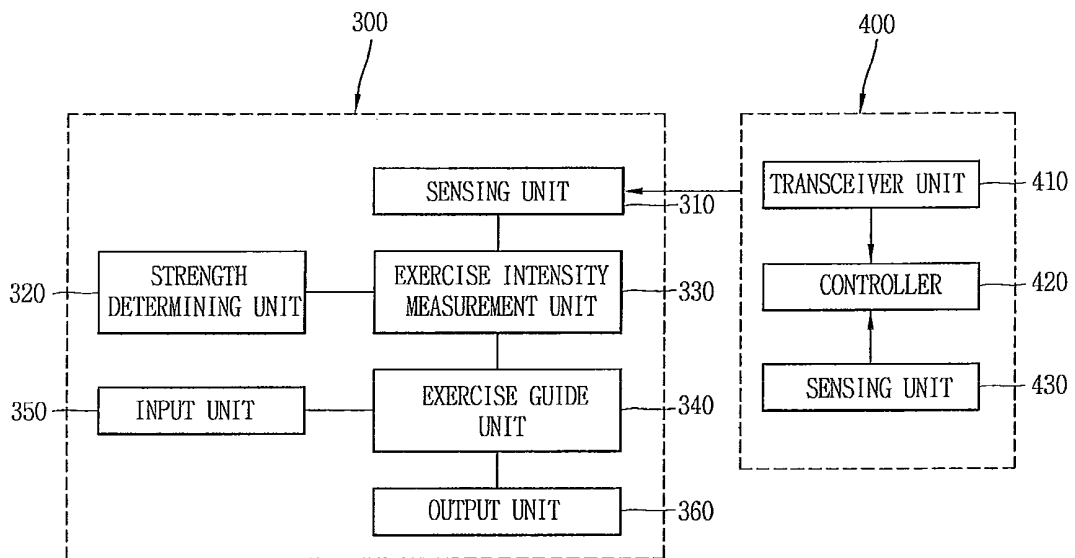 300
400
SENSING UNIT
310
TRANSCEIVER UNIT
410
320
STRENGTH
DETERMINING UNIT
EXERCISE INTENSITY
MEASUREMENT UNIT
330
CONTROLLER
420
350
INPUT UNIT
EXERCISE GUIDE
UNIT
340
SENSING UNIT
430
OUTPUT UNIT
360